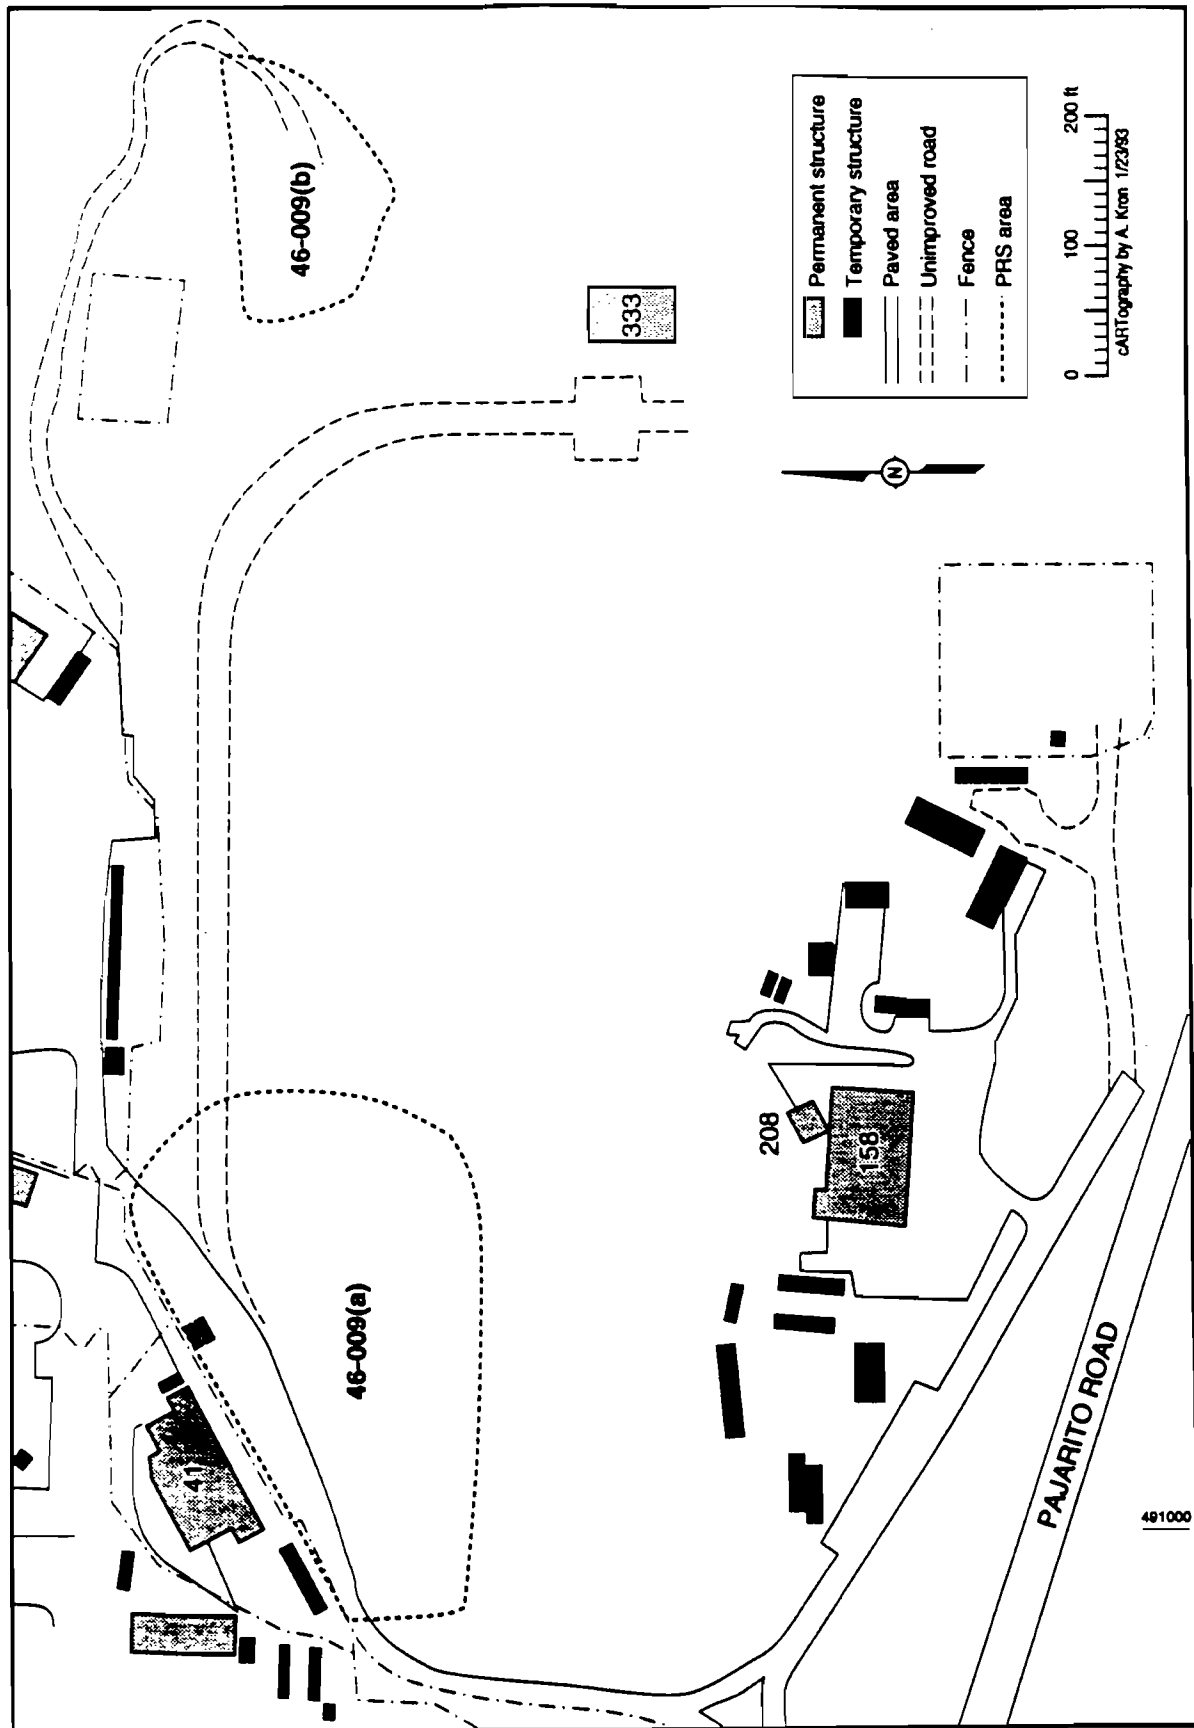 46-009(b)
333
Permanent structure
Temporary structure
Paved area
Unimproved road
Fence
PRS area
0 100 200 ft
cARTography by A. Kron 1/23/93
N
41
46-009(a)
208
158
PAJARITO ROAD
491000